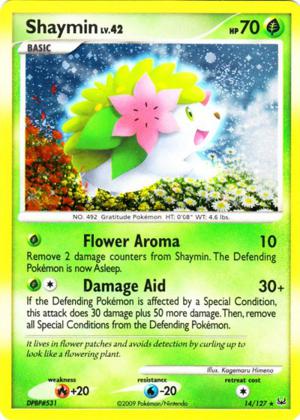 Shaymin LV.42 HP 70
BASIC
NO. 492 Gratitude Pokémon HT: 0'08" WT: 4.6 lbs.
Flower Aroma 10
Remove 2 damage counters from Shaymin. The Defending
Pokémon is now Asleep.
Damage Aid 30+
If the Defending Pokémon is affected by a Special Condition,
this attack does 30 damage plus 50 more damage. Then, remove
all Special Conditions from the Defending Pokémon.
Illus. Kagemaru Himeno
It lives in flower patches and avoids detection by curling up to
look like a flowering plant.
weakness resistance retreat cost
+20 -20
DPBP#531 ©2009 Pokémon/Nintendo 14/127